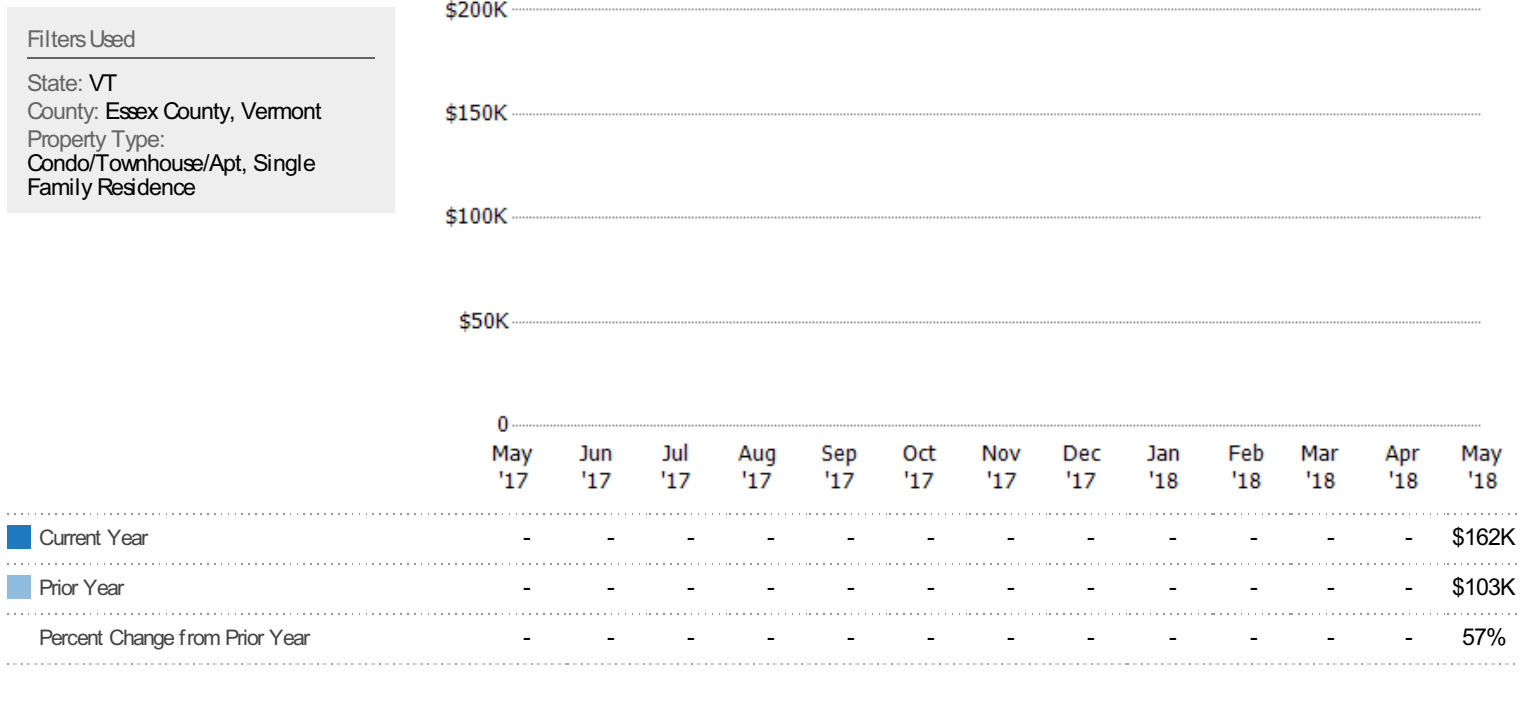 Filters Used
State: VT
County: Essex County, Vermont
Property Type:
Condo/Townhouse/Apt, Single
Family Residence
$200K
$150K
$100K
$50K
0
May Jun Jul Aug Sep Oct Nov Dec Jan Feb Mar Apr May
'17 '17 '17 '17 '17 '17 '17 '17 '18 '18 '18 '18 '18
Current Year - - - - - - - - - - - - $162K
Prior Year - - - - - - - - - - - - $103K
Percent Change from Prior Year - - - - - - - - - - - - 57%